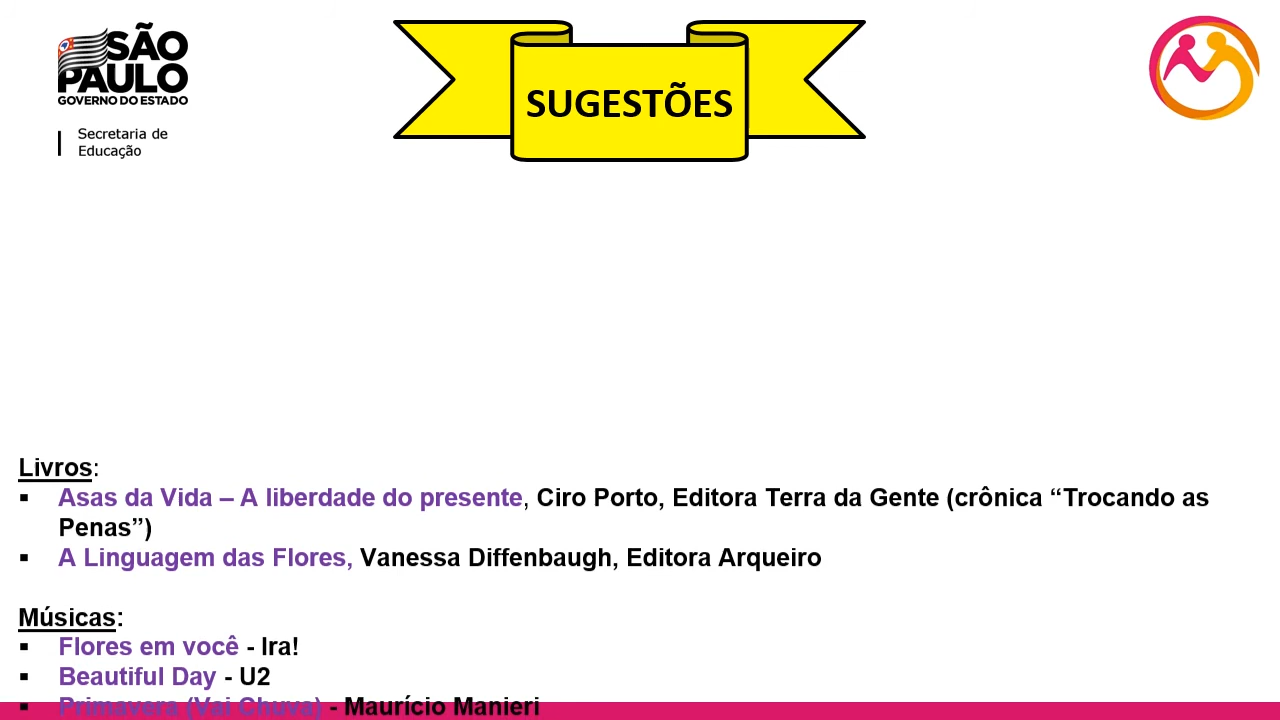 SÃO
PAULO
GOVERNO DO ESTADO
Secretaria de
Educação
SUGESTÕES
Livros:
▪ Asas da Vida – A liberdade do presente, Ciro Porto, Editora Terra da Gente (crônica “Trocando as
Penas”)
▪ A Linguagem das Flores, Vanessa Diffenbaugh, Editora Arqueiro
Músicas:
▪ Flores em você - Ira!
▪ Beautiful Day - U2
▪ Primavera (Vai Chuva) - Maurício Manieri